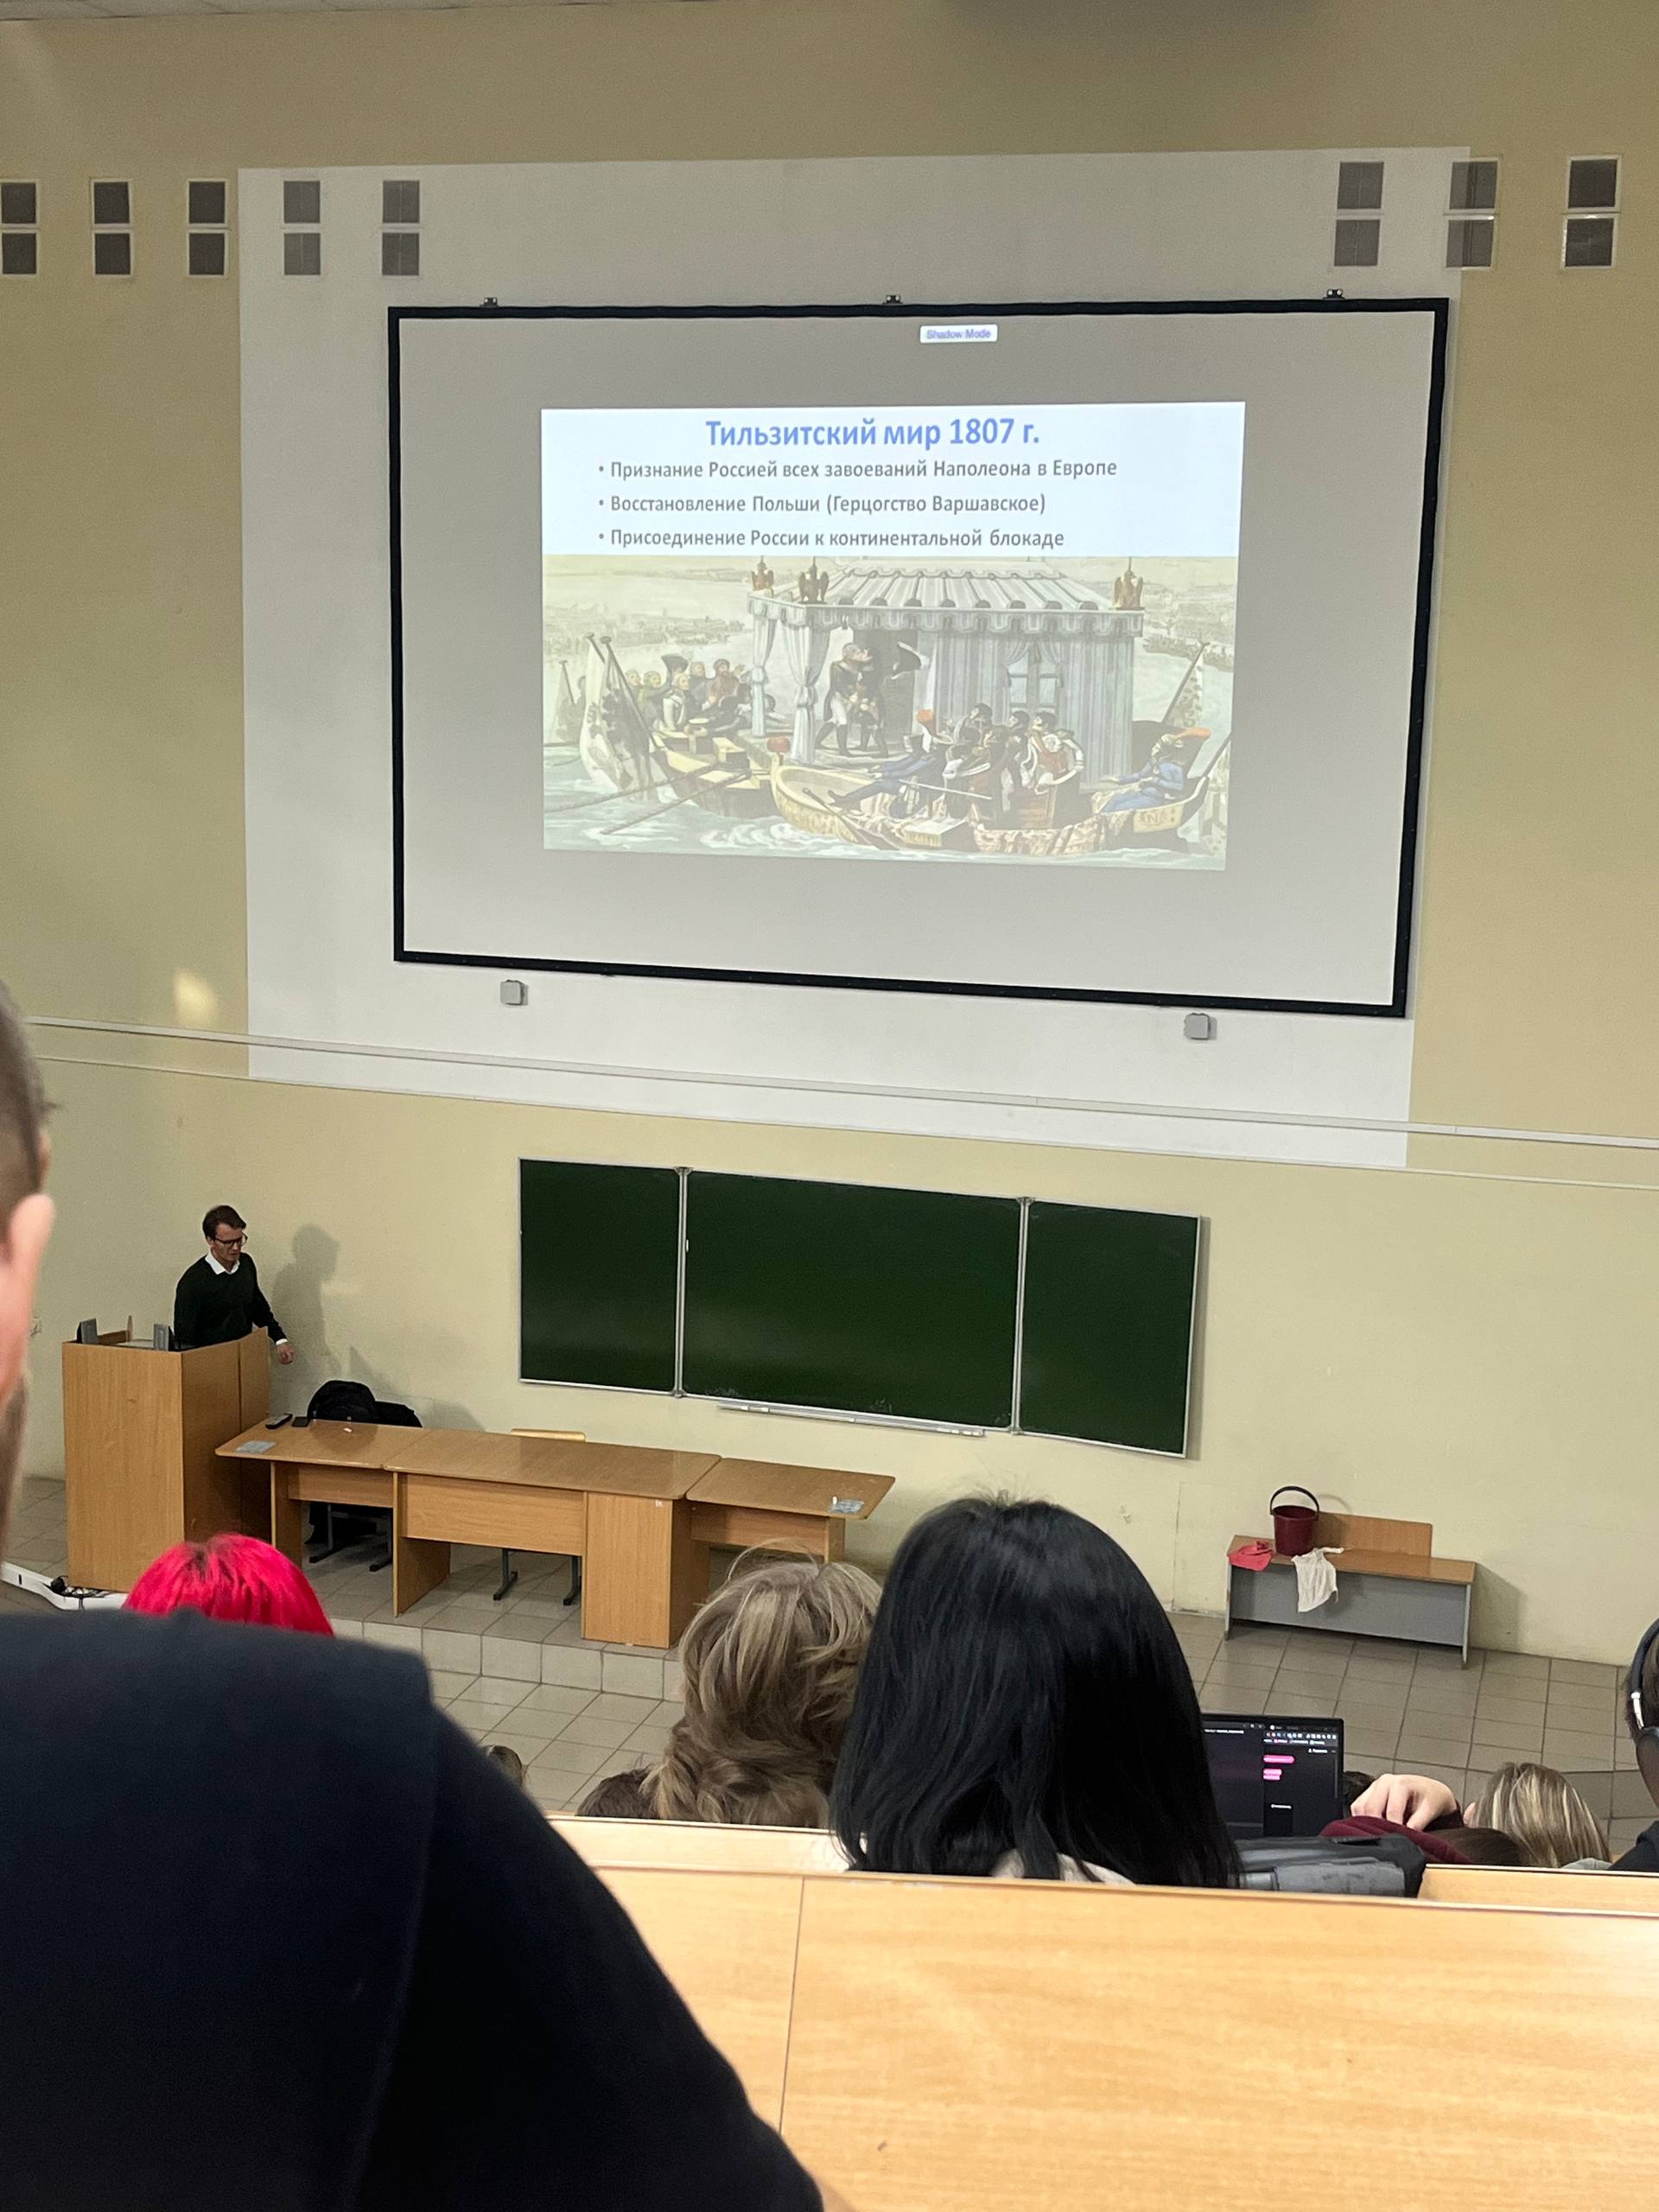 Shadow Mode
Тильзитский мир 1807 г.
• Признание Россией всех завоеваний Наполеона в Европе
• Восстановление Польши (Герцогство Варшавское)
• Присоединение России к континентальной блокаде
N